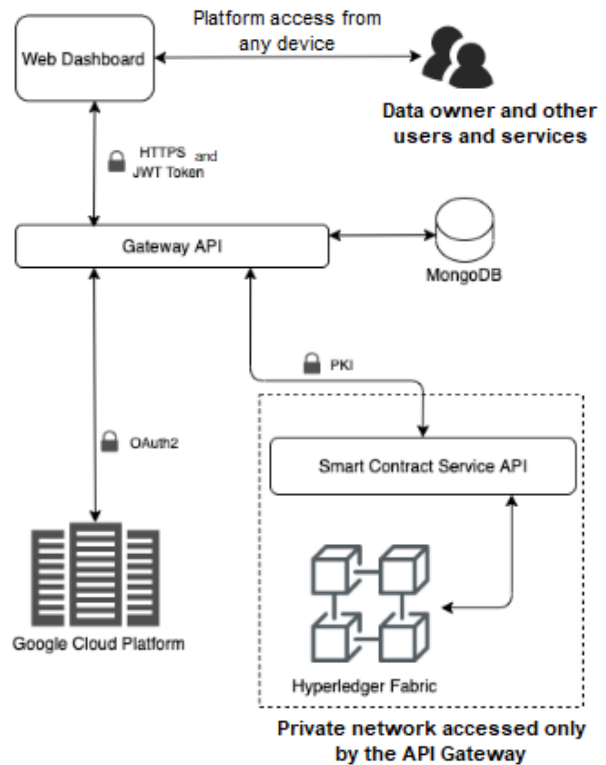 Platform access from
any device
Web Dashboard
Data owner and other
users and services
HTTPS and
JWT Token
Gateway API
MongoDB
PKI
OAuth2
Smart Contract Service API
Google Cloud Platform
Hyperledger Fabric
Private network accessed only
by the API Gateway